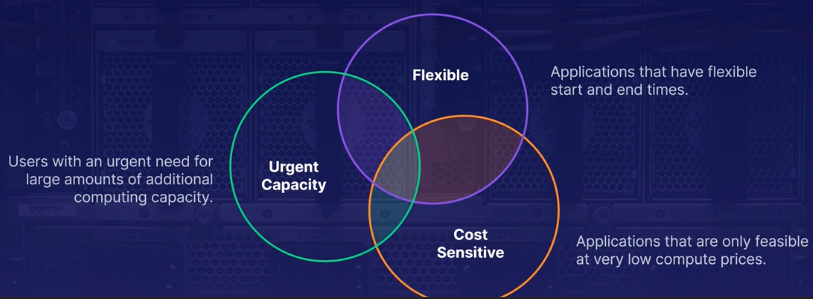 Flexible
Applications that have flexible
start and end times.
Users with an urgent need for
large amounts of additional
computing capacity.
Urgent
Capacity
Cost
Sensitive
Applications that are only feasible
at very low compute prices.